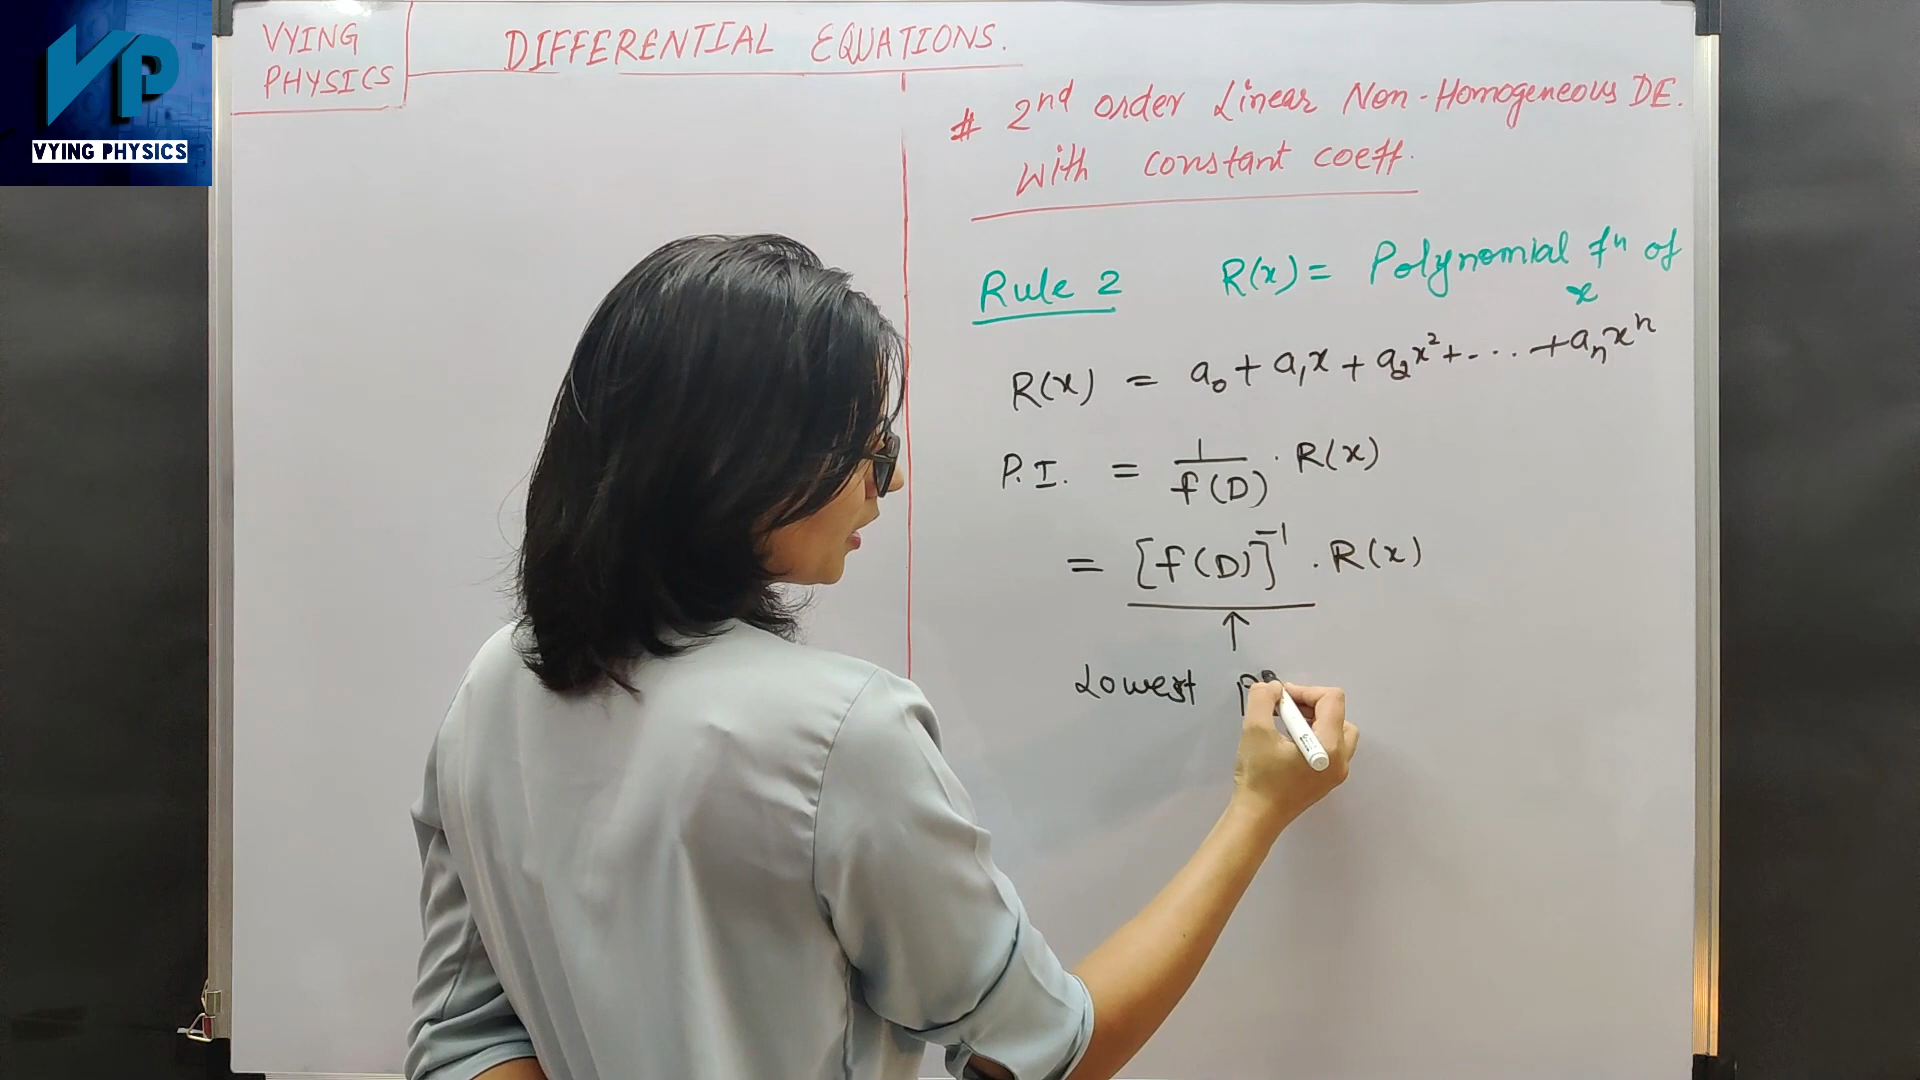 VP
VYING PHYSICS
VYING
PHYSICS
DIFFERENTIAL EQUATIONS.
# 2nd order Linear Non-Homogeneous DE.
with constant coeff.
Rule 2 R(x) = Polynomial fⁿ of
x
R(x) = a₀ + a₁x + a₂x² + ... + aₙxⁿ
P.I. = 1/f(D) . R(x)
= [f(D)]⁻¹ . R(x)
↑
Lowest